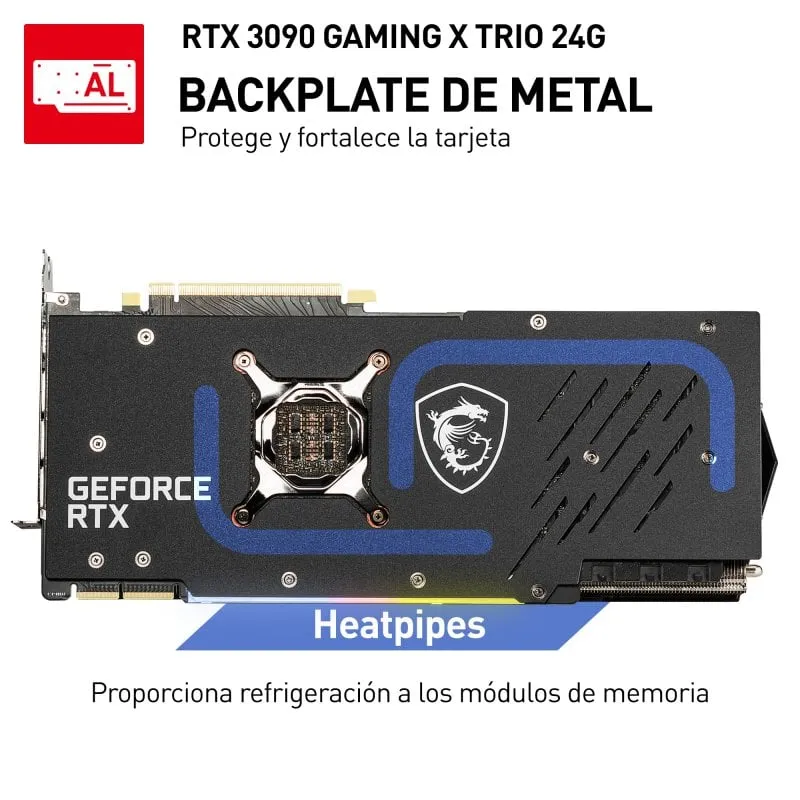 AL
RTX 3090 GAMING X TRIO 24G
BACKPLATE DE METAL
Protege y fortalece la tarjeta
GEFORCE
RTX
Heatpipes
Proporciona refrigeración a los módulos de memoria